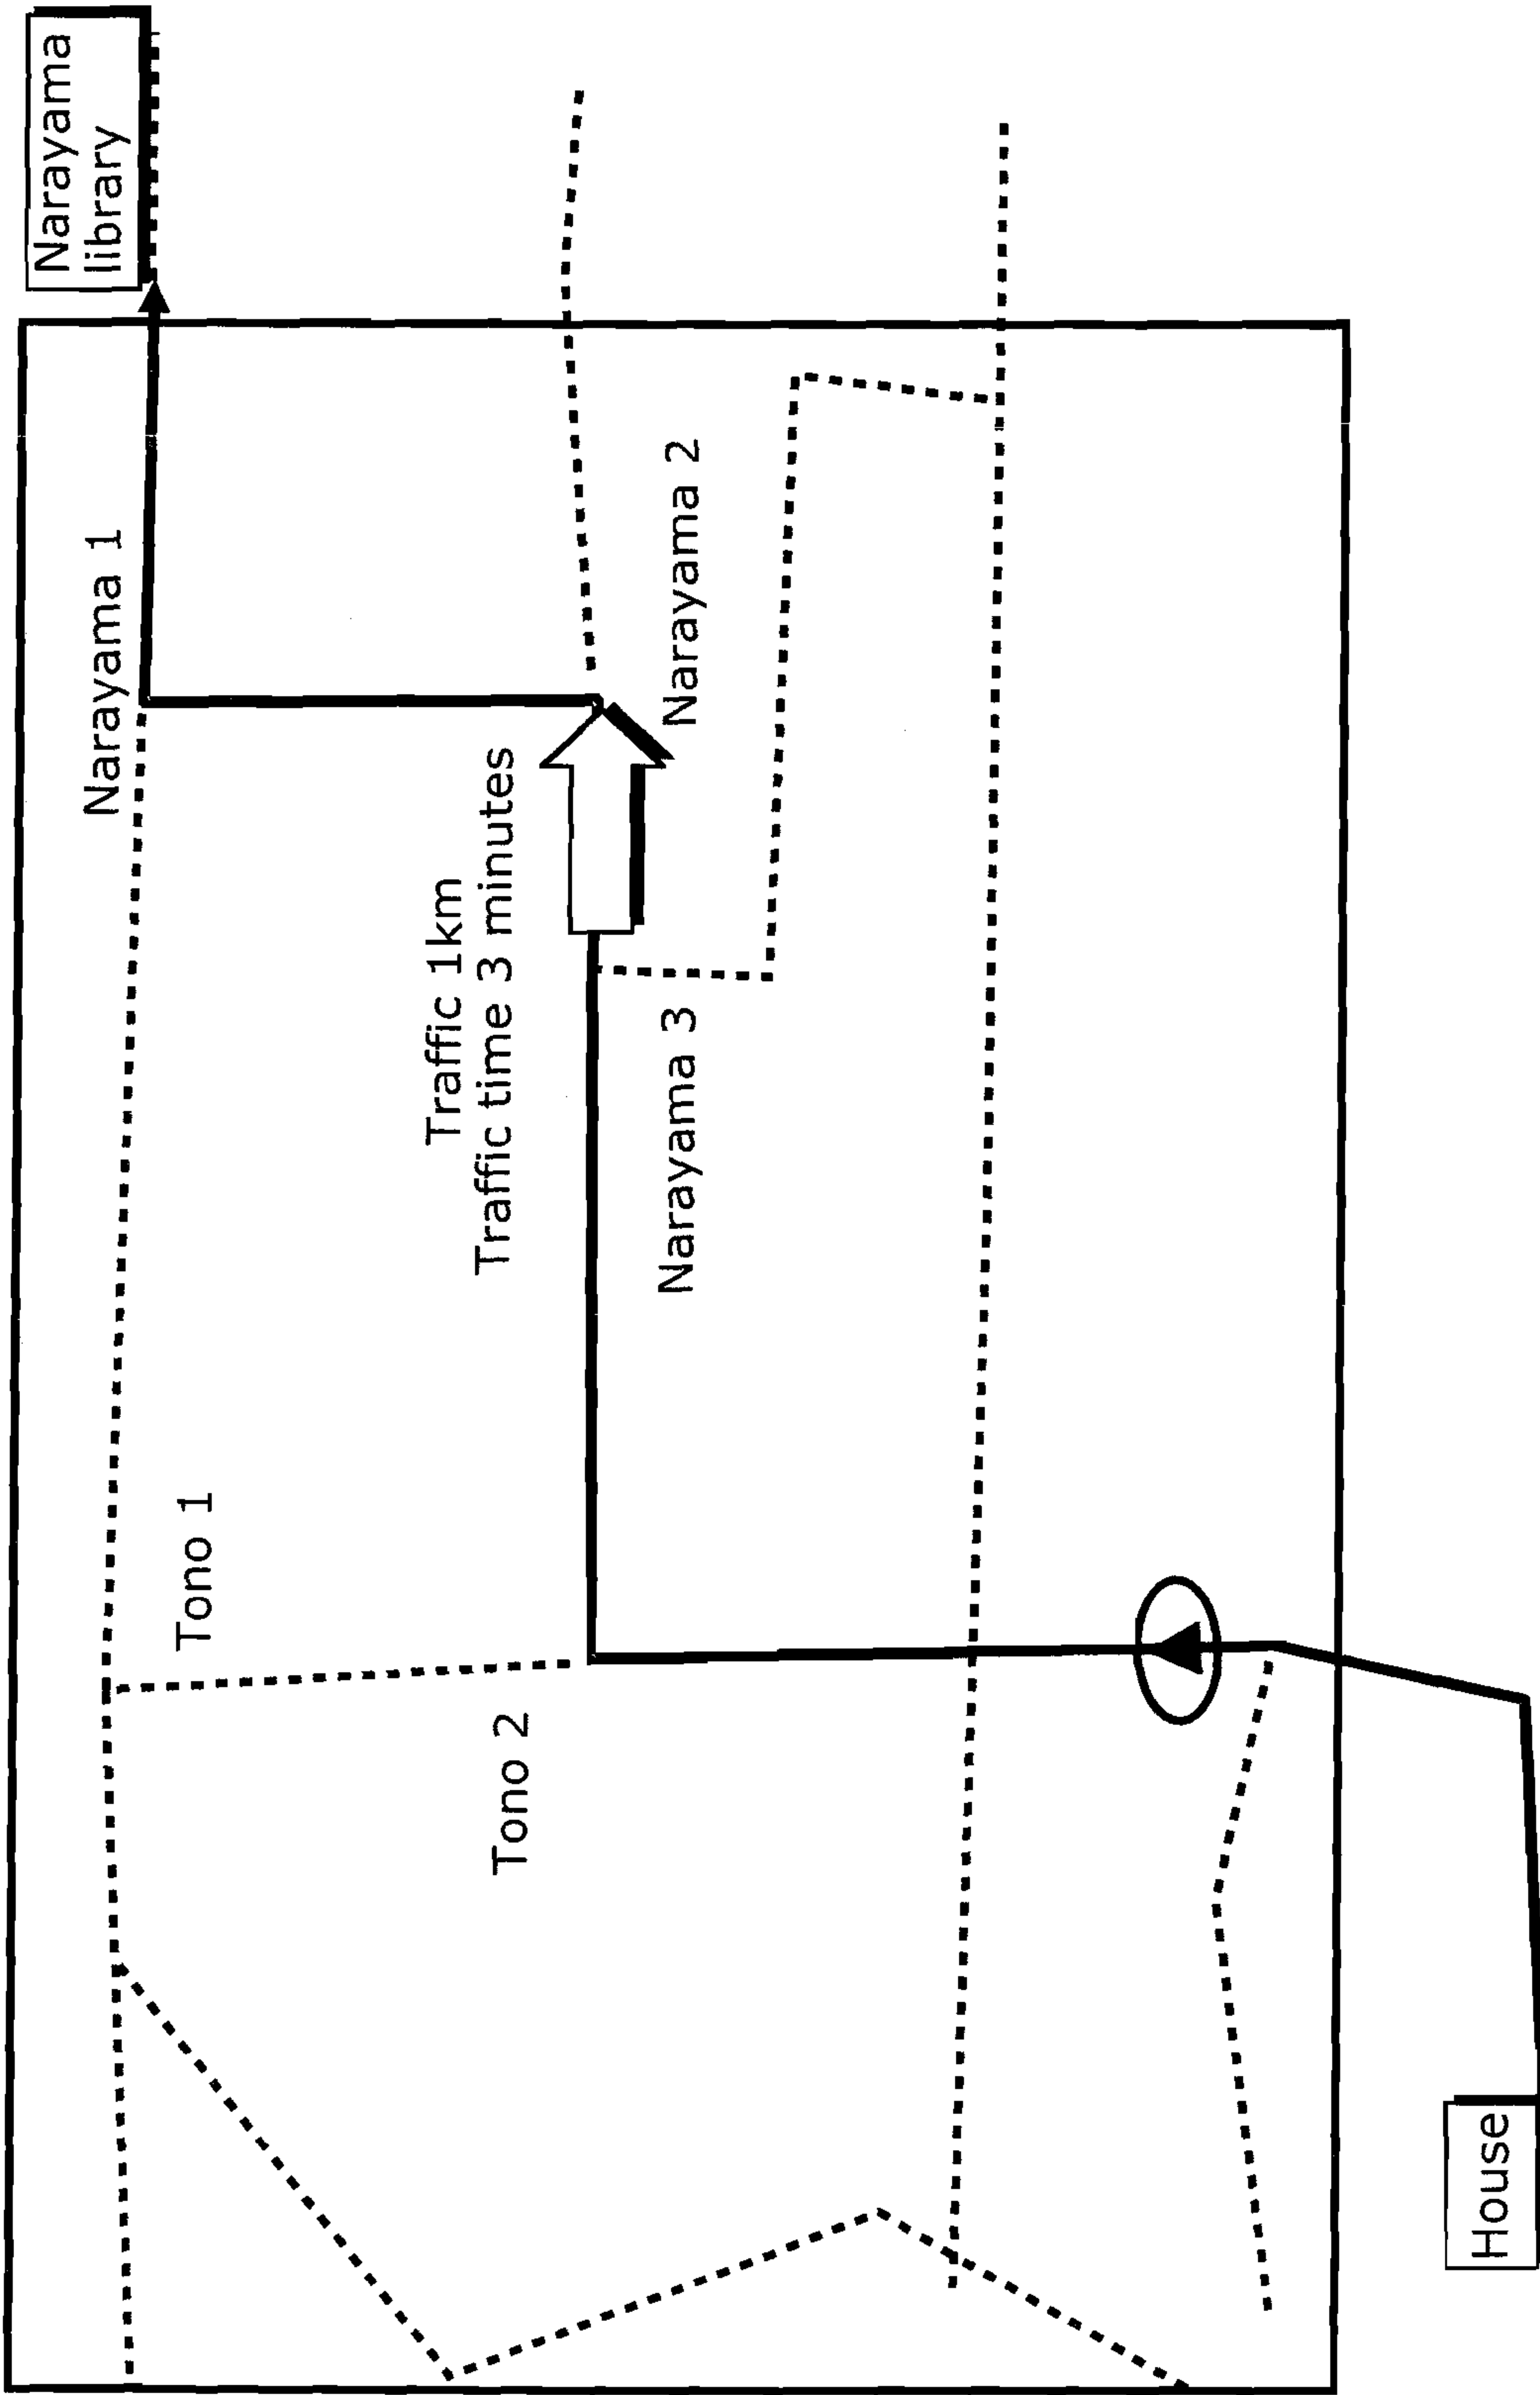 Narayama
library
Narayama 1
Traffic 1km
Traffic time 3 minutes
Narayama 2
Narayama 3
Tono 1
Tono 2
House